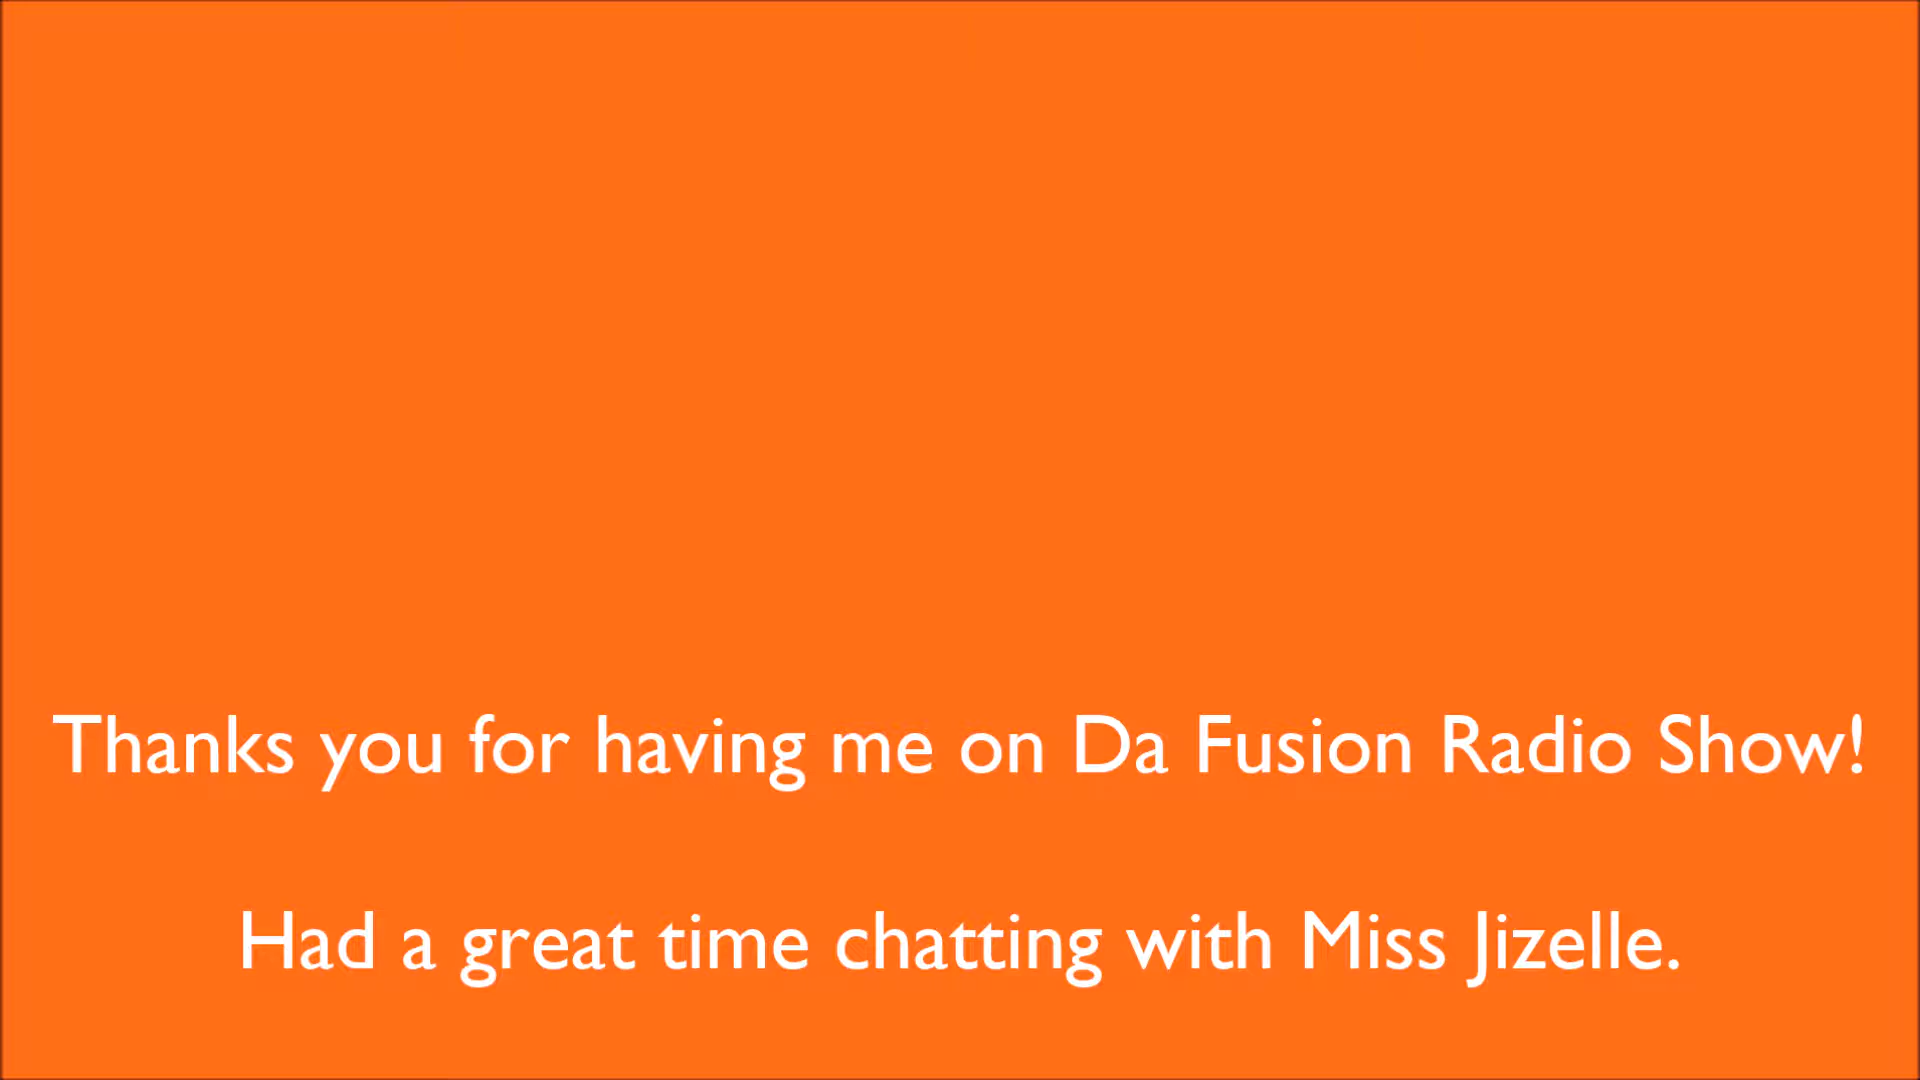 Thanks you for having me on Da Fusion Radio Show!
Had a great time chatting with Miss Jizelle.